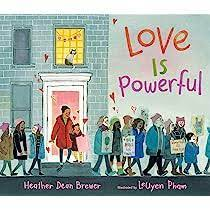 Love
Is
Powerful
Heather Dean Brewer
Illustrated by LeUyen Pham